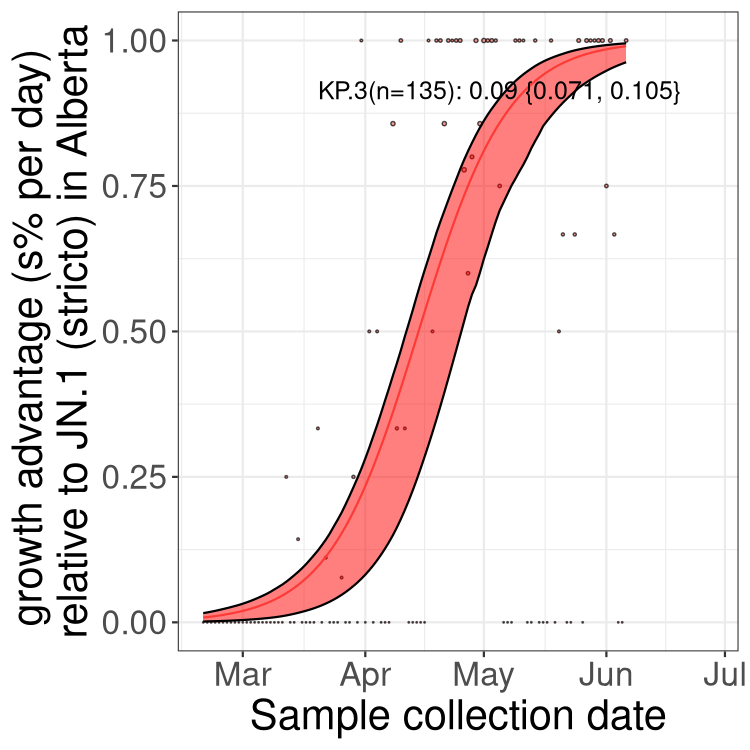 growth advantage (s% per day)
relative to JN.1 (stricto) in Alberta
1.00
0.75
0.50
0.25
0.00
KP.3(n=135): 0.09 {0.071, 0.105}
Mar Apr May Jun Jul
Sample collection date